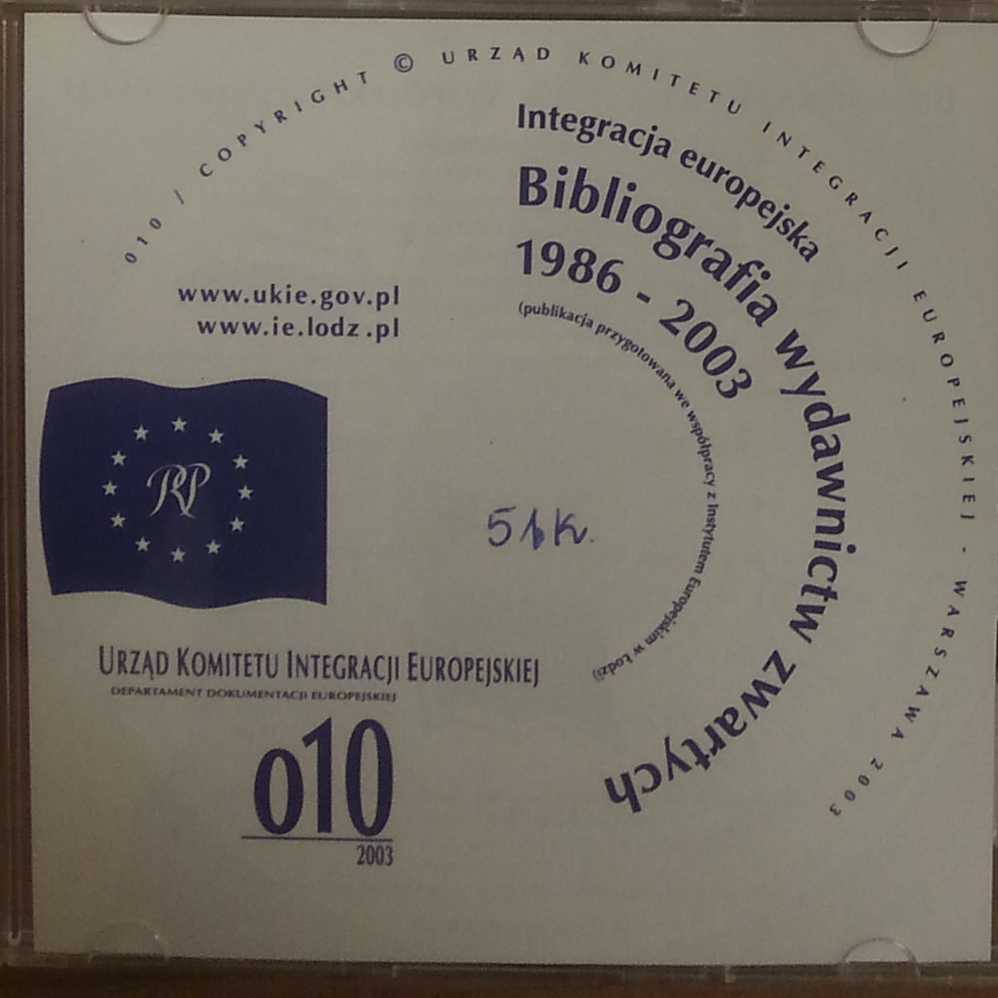 010 / COPYRIGHT © URZĄD KOMITETU INTEGRACJI EUROPEJSKIEJ - WARSZAWA 2003
Integracja europejska
Bibliografia wydawnictw zwartych
1986 - 2003
(publikacja przygotowana we współpracy z Instytutem Europejskim w Łodzi)
www.ukie.gov.pl
www.ie.lodz.pl
RP
51K.
URZĄD KOMITETU INTEGRACJI EUROPEJSKIEJ
DEPARTAMENT DOKUMENTACJI EUROPEJSKIEJ
010
2003